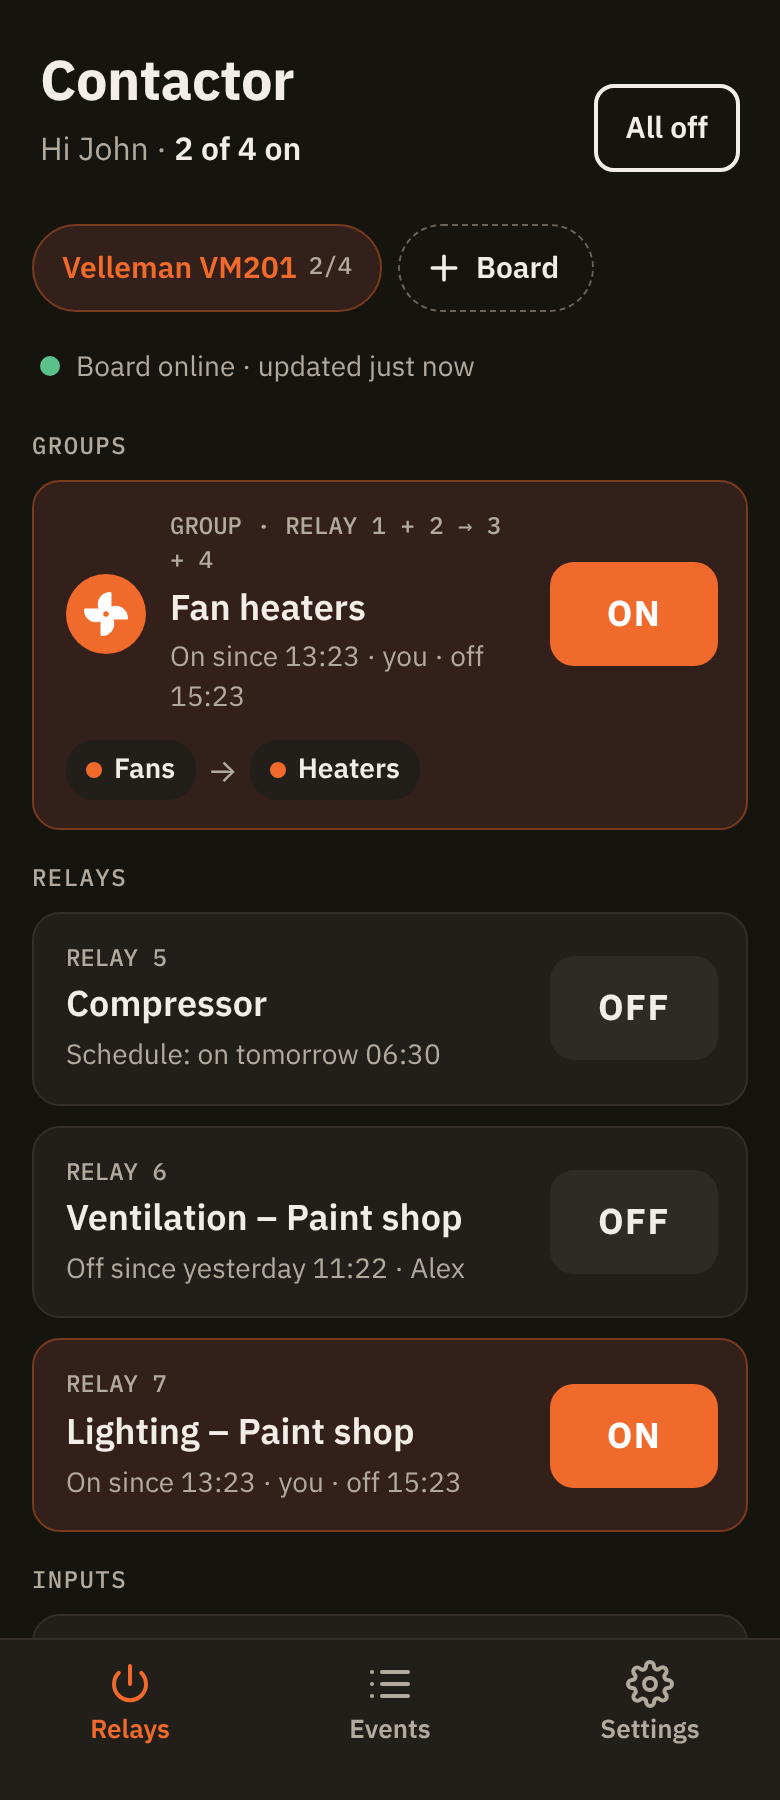 Contactor
Hi John · 2 of 4 on
All off
Velleman VM201 2/4
+ Board
Board online · updated just now
GROUPS
GROUP · RELAY 1 + 2 → 3
+ 4
Fan heaters
On since 13:23 · you · off
15:23
ON
Fans → Heaters
RELAYS
RELAY 5
Compressor
Schedule: on tomorrow 06:30
OFF
RELAY 6
Ventilation – Paint shop
Off since yesterday 11:22 · Alex
OFF
RELAY 7
Lighting – Paint shop
On since 13:23 · you · off 15:23
ON
INPUTS
Relays
Events
Settings